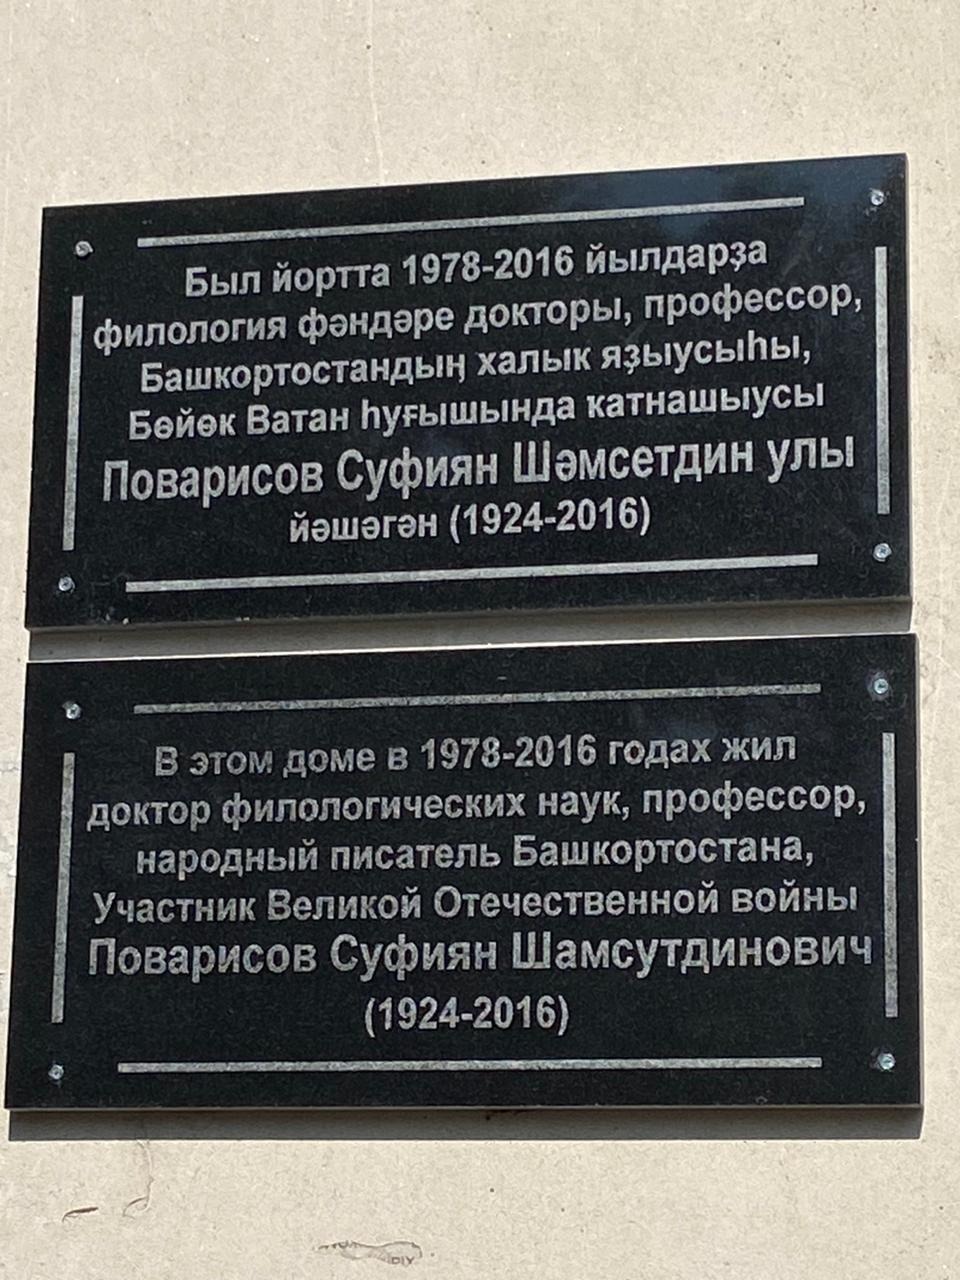 Был йортта 1978-2016 йылдарҙа
филология фәндәре докторы, профессор,
Башкортостандың халык яҙыусыһы,
Бөйөк Ватан һуғышында катнашыусы
Поварисов Суфиян Шәмсетдин улы
йәшәгән (1924-2016)
В этом доме в 1978-2016 годах жил
доктор филологических наук, профессор,
народный писатель Башкортостана,
Участник Великой Отечественной войны
Поварисов Суфиян Шамсутдинович
(1924-2016)